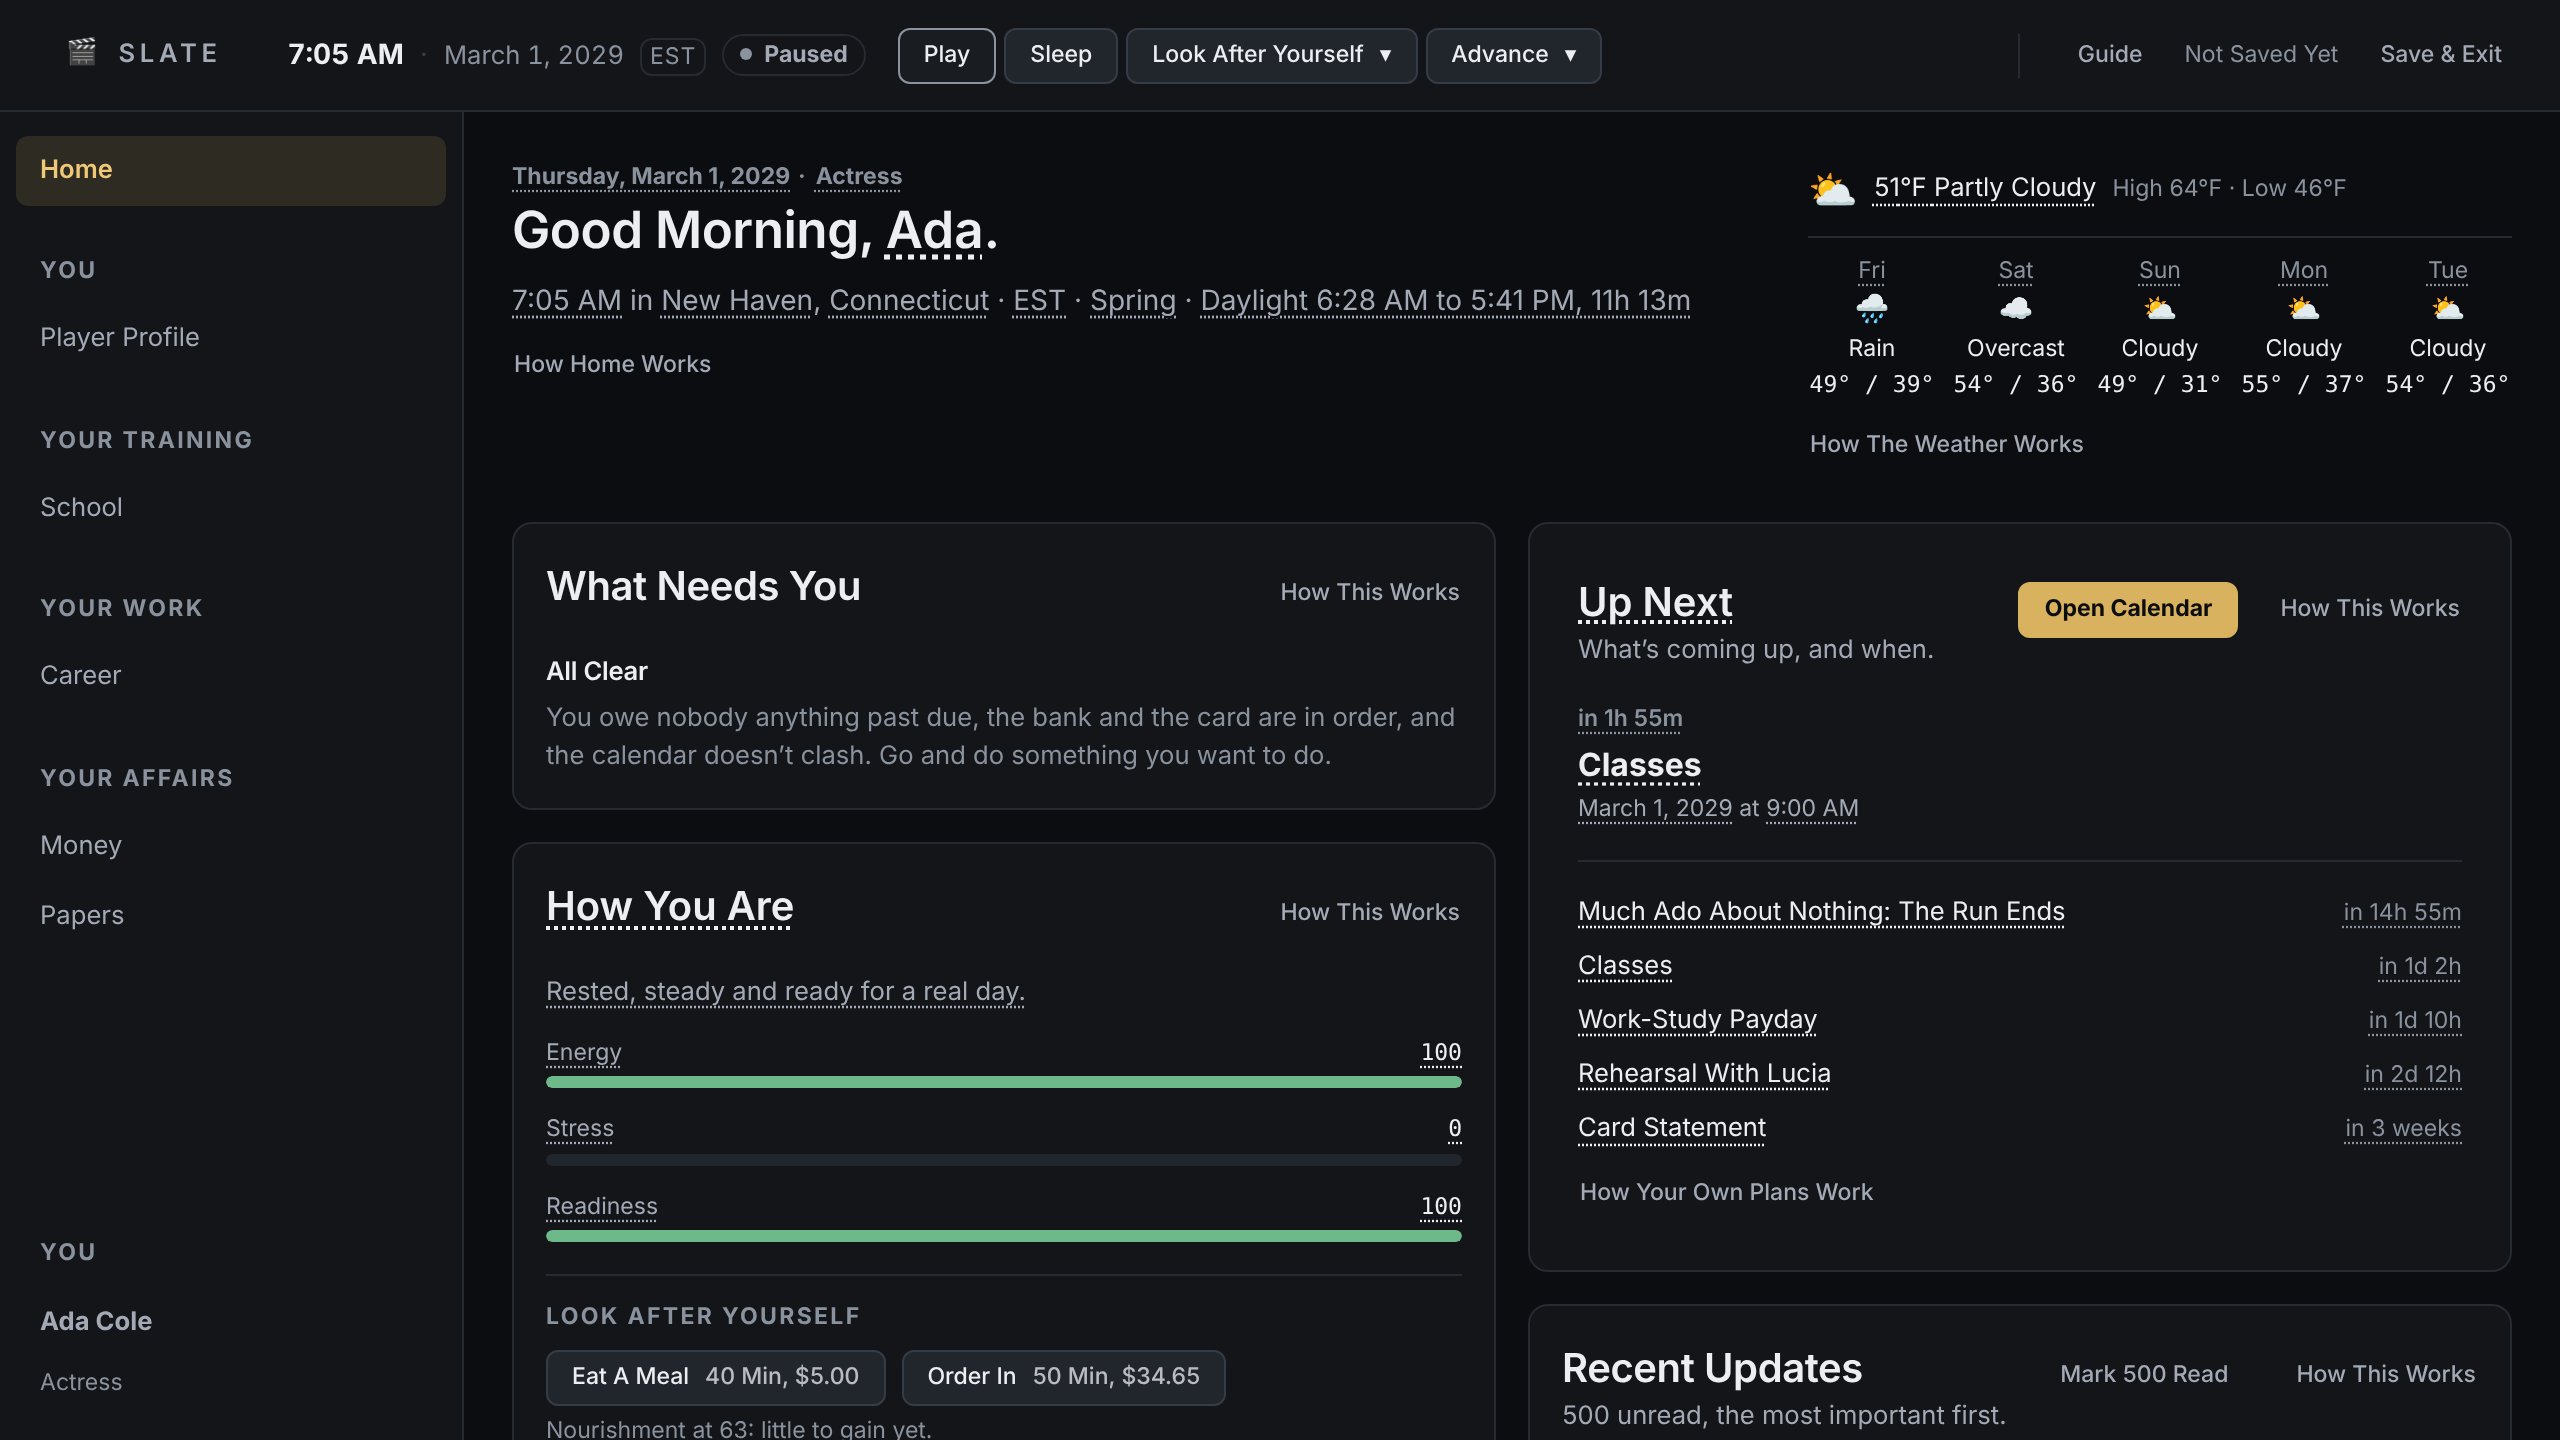 SLATE
7:05 AM · March 1, 2029 EST Paused
Play
Sleep
Look After Yourself ▼
Advance ▼
Guide
Not Saved Yet
Save & Exit
Home
YOU
Player Profile
YOUR TRAINING
School
YOUR WORK
Career
YOUR AFFAIRS
Money
Papers
YOU
Ada Cole
Actress
Thursday, March 1, 2029 · Actress
Good Morning, Ada.
7:05 AM in New Haven, Connecticut · EST · Spring · Daylight 6:28 AM to 5:41 PM, 11h 13m
How Home Works
51°F Partly Cloudy High 64°F · Low 46°F
Fri Sat Sun Mon Tue
Rain Overcast Cloudy Cloudy Cloudy
49° / 39° 54° / 36° 49° / 31° 55° / 37° 54° / 36°
How The Weather Works
What Needs You
How This Works
All Clear
You owe nobody anything past due, the bank and the card are in order, and
the calendar doesn’t clash. Go and do something you want to do.
How You Are
How This Works
Rested, steady and ready for a real day.
Energy 100
Stress 0
Readiness 100
LOOK AFTER YOURSELF
Eat A Meal 40 Min, $5.00
Order In 50 Min, $34.65
Nourishment at 63: little to gain yet.
Up Next
Open Calendar
How This Works
What’s coming up, and when.
in 1h 55m
Classes
March 1, 2029 at 9:00 AM
Much Ado About Nothing: The Run Ends in 14h 55m
Classes in 1d 2h
Work-Study Payday in 1d 10h
Rehearsal With Lucia in 2d 12h
Card Statement in 3 weeks
How Your Own Plans Work
Recent Updates
Mark 500 Read
How This Works
500 unread, the most important first.